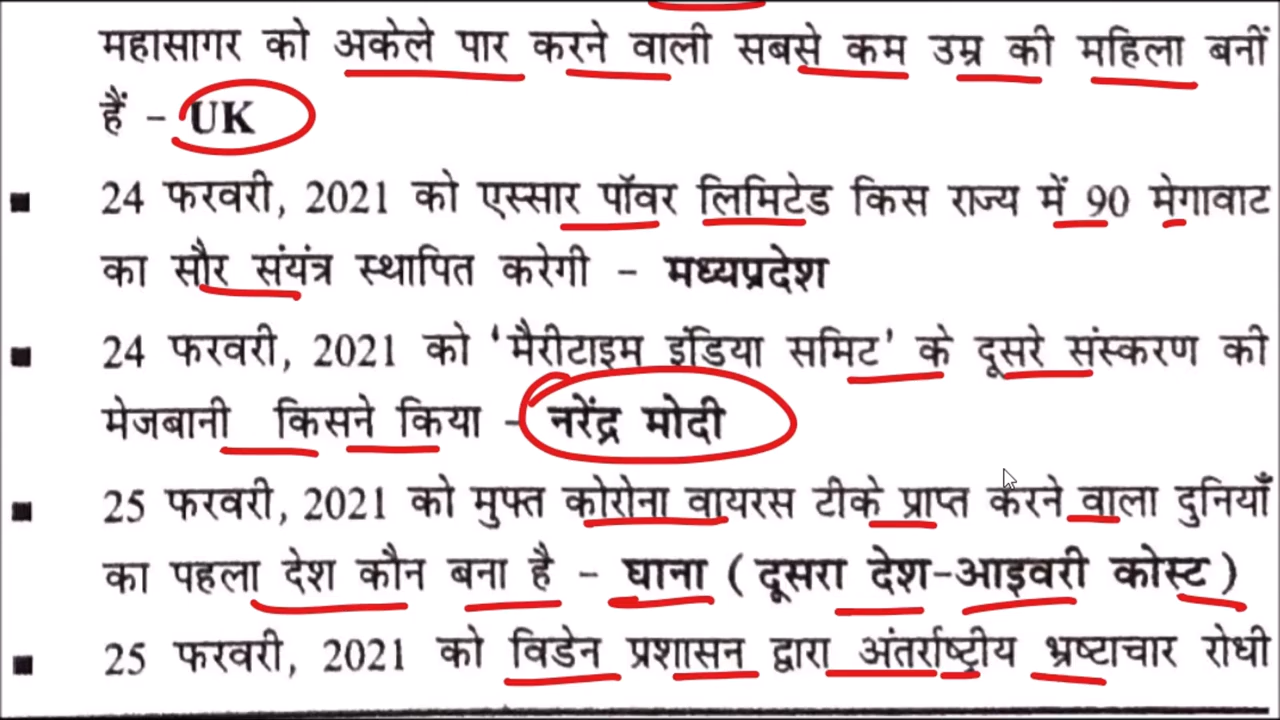 महासागर को अकेले पार करने वाली सबसे कम उम्र की महिला बनीं
हैं - UK
■ 24 फरवरी, 2021 को एस्सार पॉवर लिमिटेड किस राज्य में 90 मेगावाट
का सौर संयंत्र स्थापित करेगी - मध्यप्रदेश
■ 24 फरवरी, 2021 को 'मैरीटाइम इंडिया समिट' के दूसरे संस्करण की
मेजबानी किसने किया - नरेंद्र मोदी
■ 25 फरवरी, 2021 को मुफ्त कोरोना वायरस टीके प्राप्त करने वाला दुनियाँ
का पहला देश कौन बना है - घाना (दूसरा देश-आइवरी कोस्ट)
■ 25 फरवरी, 2021 को विडेन प्रशासन द्वारा अंतर्राष्ट्रीय भ्रष्टाचार रोधी